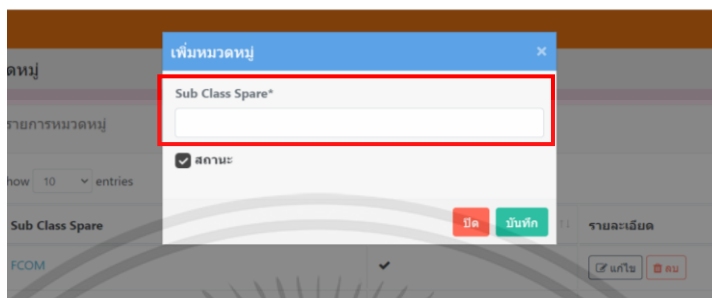 เพิ่มหมวดหมู่ ×
ดหมู่
Sub Class Spare*
รายการหมวดหมู่
สถานะ
how 10 entries
ปิด บันทึก
Sub Class Spare รายละเอียด
FCOM แก้ไข ลบ